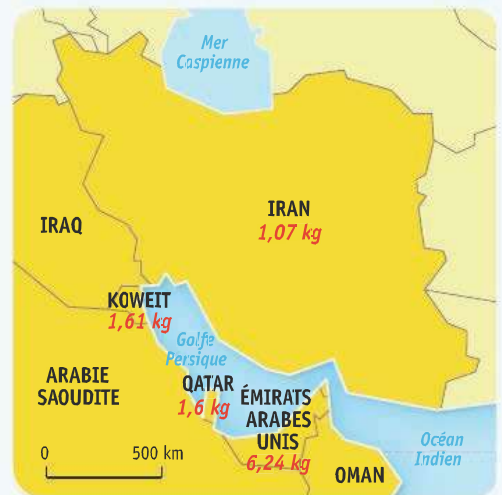 Mer
Caspienne
IRAN
1,07 kg
IRAQ
KOWEIT
1,61 kg
Golfe
Persique
ARABIE
SAOUDITE
QATAR
1,6 kg
ÉMIRATS
ARABES
UNIS
6,24 kg
Océan
Indien
OMAN
0 500 km